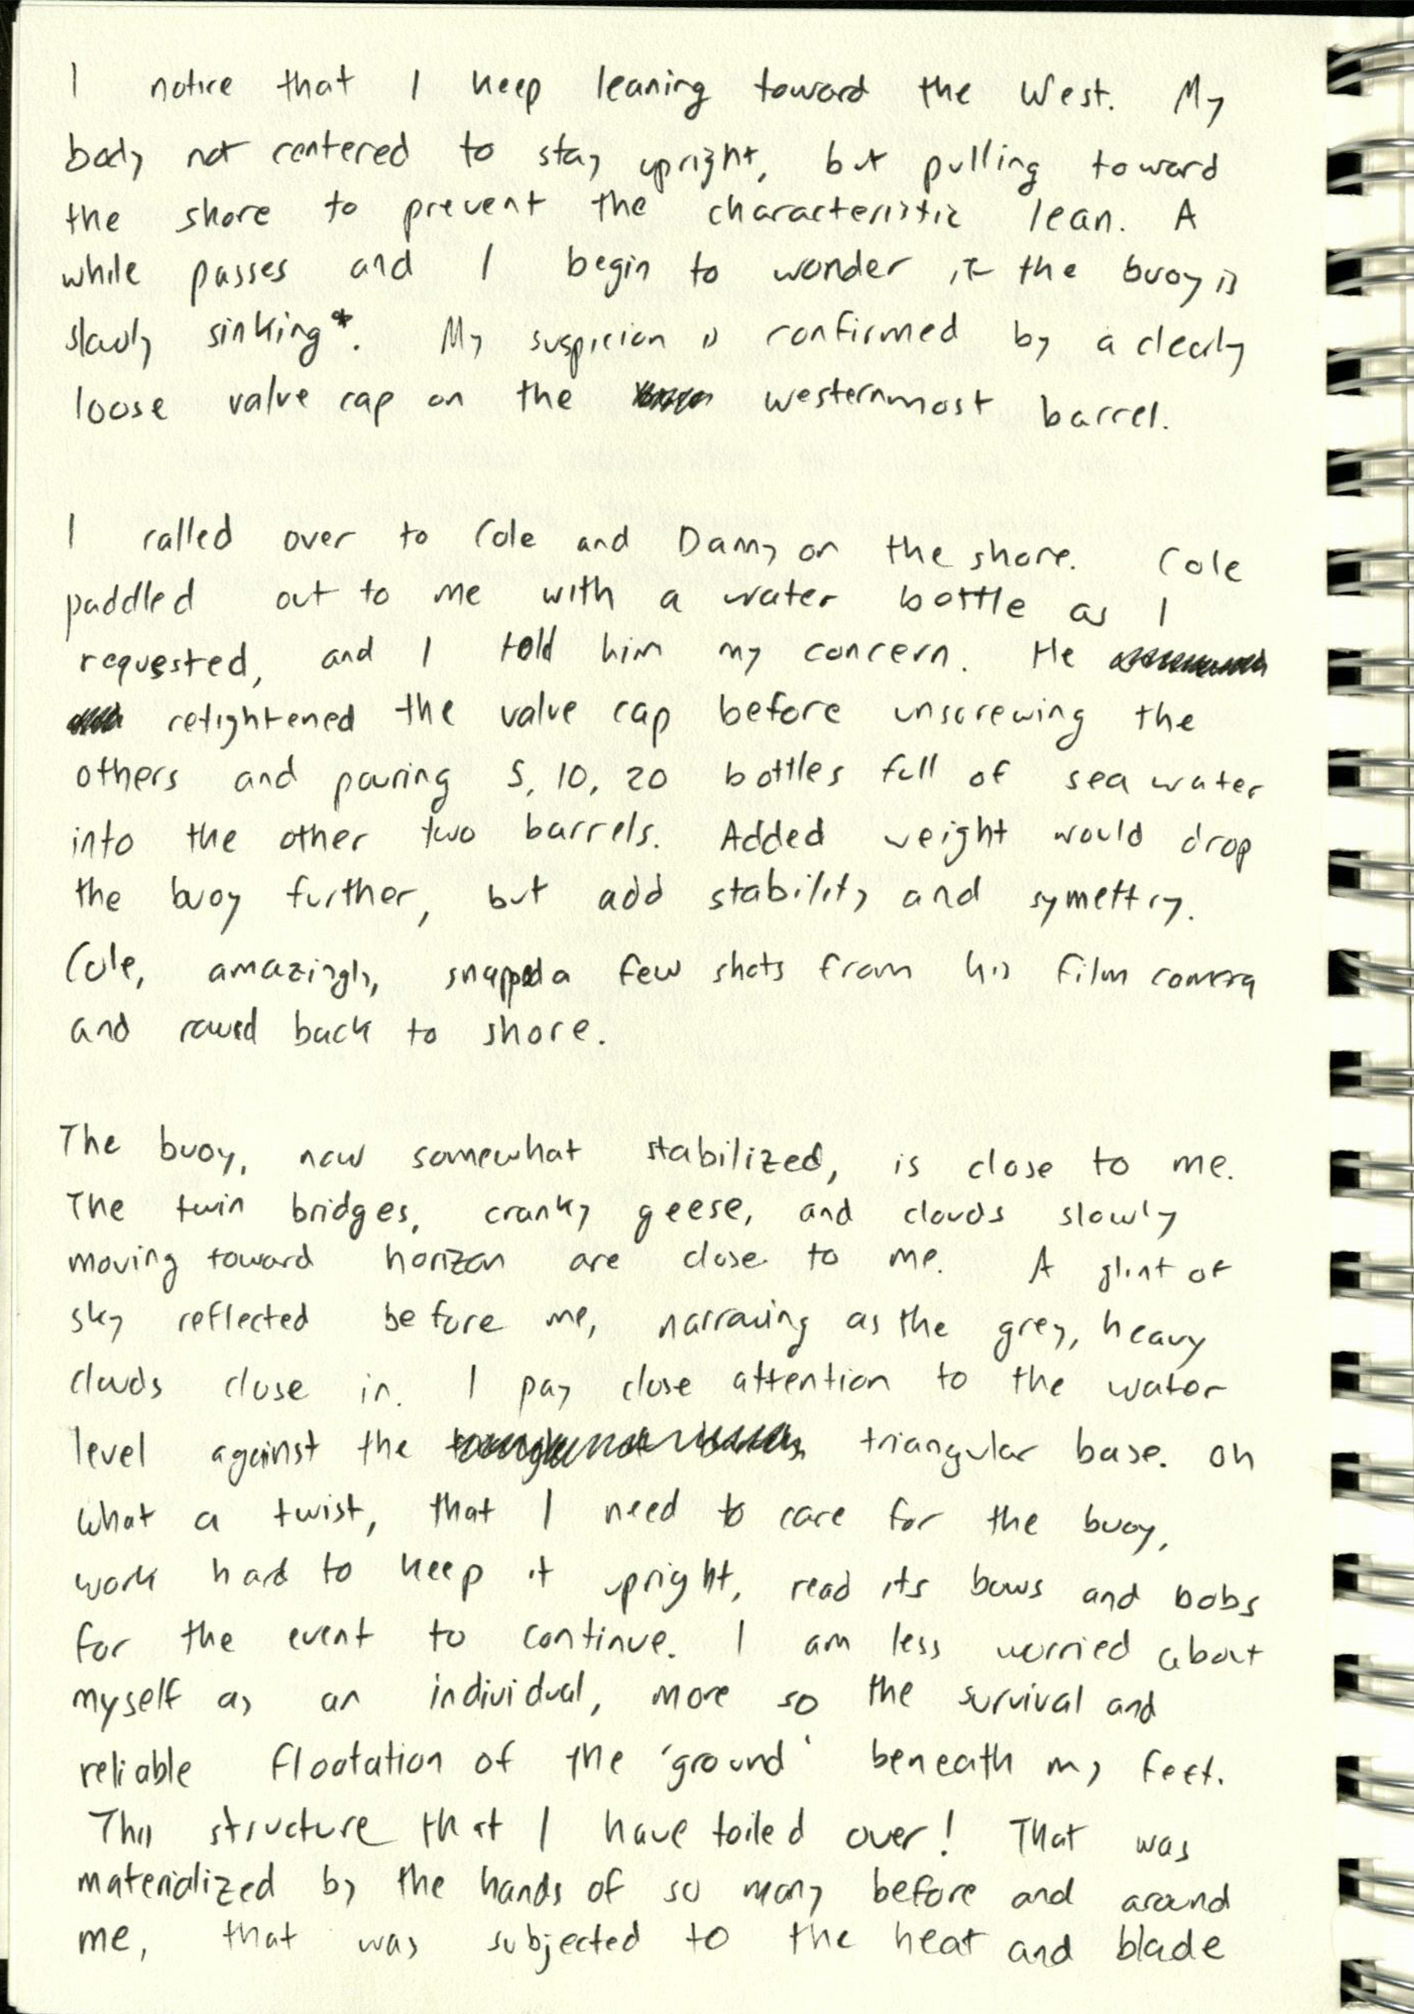 I notice that I keep leaning toward the West. My
body not centered to stay upright, but pulling toward
the shore to prevent the characteristic lean. A
while passes and I begin to wonder if the buoy is
slowly sinking*. My suspicion is confirmed by a clearly
loose valve cap on the westernmost barrel.
I called over to Cole and Danny on the shore. Cole
paddled out to me with a water bottle as I
requested, and I told him my concern. He
retightened the valve cap before unscrewing the
others and pouring 5, 10, 20 bottles full of sea water
into the other two barrels. Added weight would drop
the buoy further, but add stability and symettry.
Cole, amazingly, snapped a few shots from his film camera
and rowed back to shore.
The buoy, now somewhat stabilized, is close to me.
The twin bridges, cranky geese, and clouds slowly
moving toward horizon are close to me. A glint of
sky reflected before me, narrowing as the grey, heavy
clouds close in. I pay close attention to the water
level against the triangular base. Oh
what a twist, that I need to care for the buoy,
work hard to keep it upright, read its bows and bobs
for the event to continue. I am less worried about
myself as an individual, more so the survival and
reliable flootation of the 'ground' beneath my feet.
This structure that I have toiled over! That was
materialized by the hands of so many before and around
me, that was subjected to the heat and blade